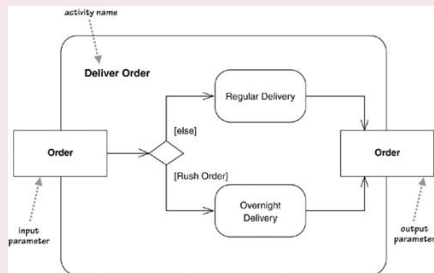 activity name
Deliver Order
Regular Delivery
[else]
Order
Order
[Rush Order]
Overnight
Delivery
input
parameter
output
parameter